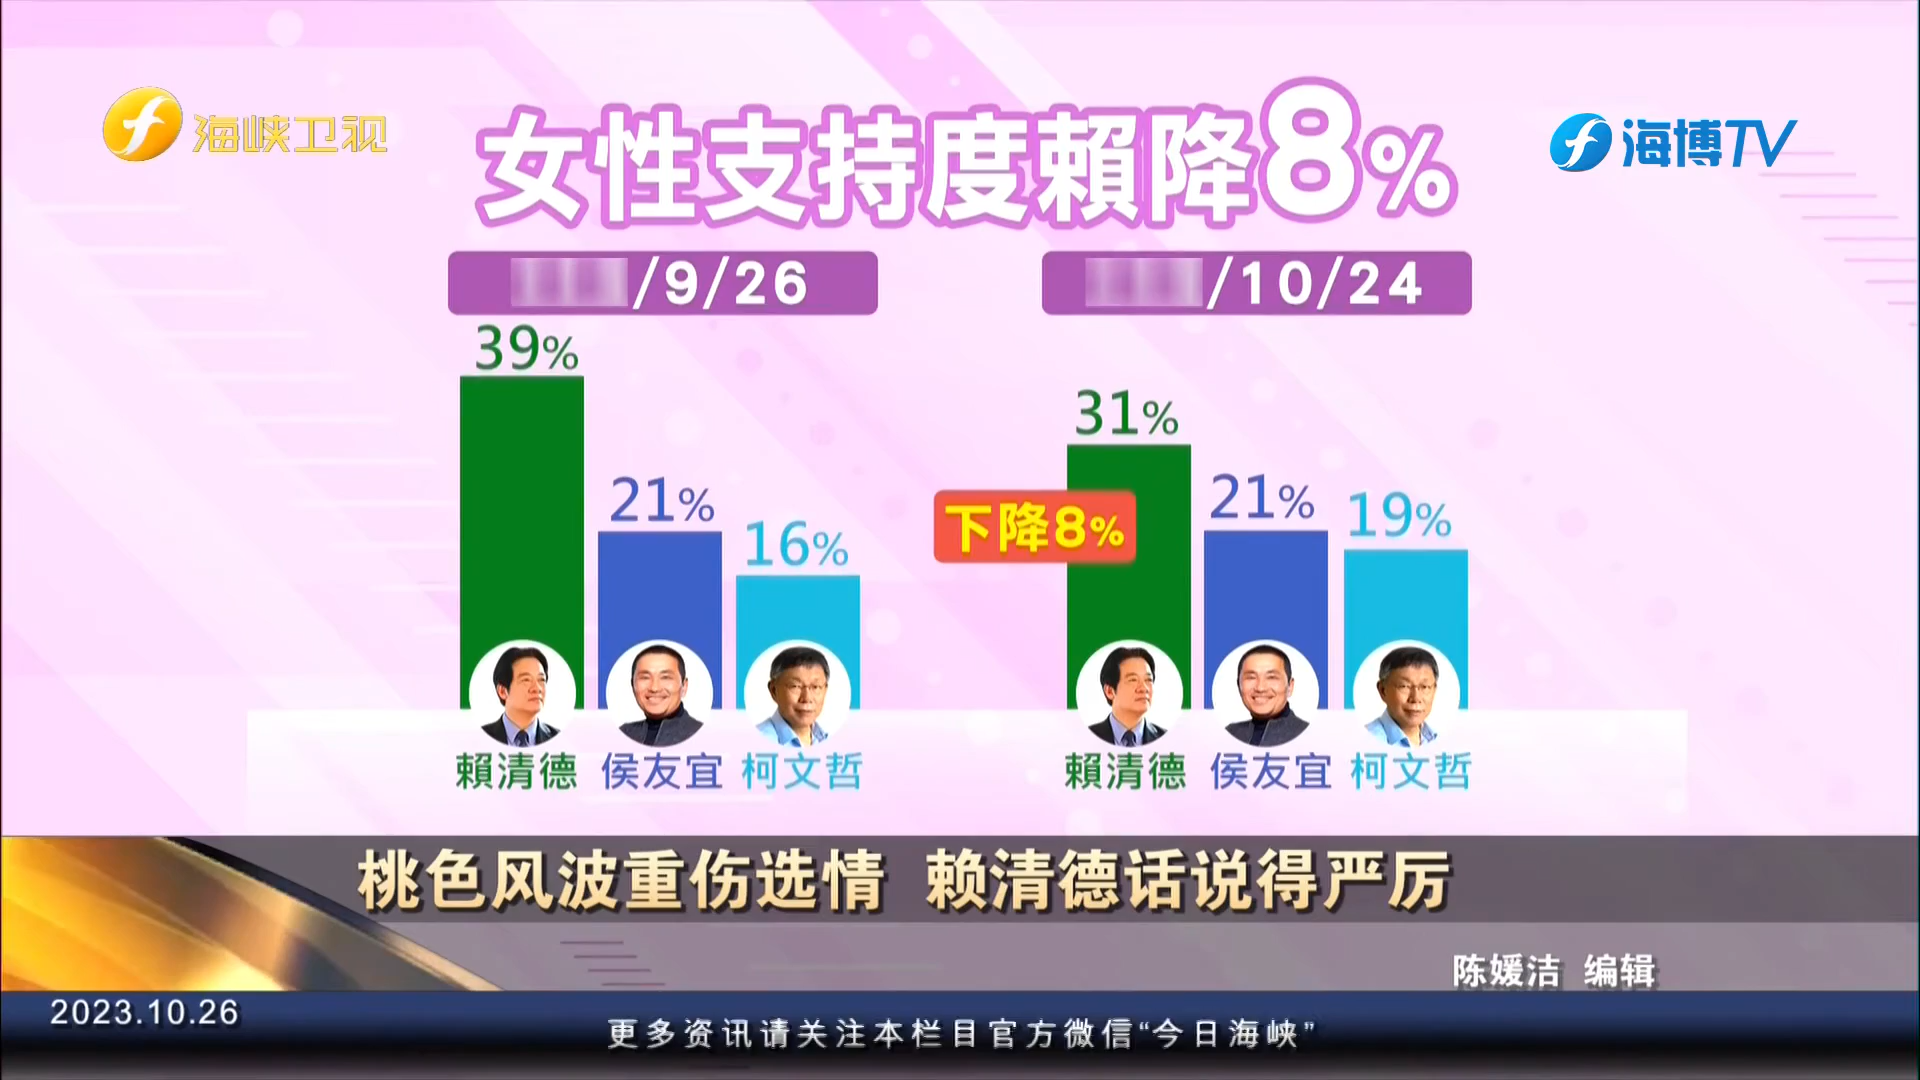 海峡卫视
海博TV
女性支持度賴降8%
/9/26
/10/24
39%
21%
16%
31%
21%
19%
下降8%
賴清德
侯友宜
柯文哲
賴清德
侯友宜
柯文哲
桃色风波重伤选情 赖清德话说得严厉
陈媛洁 编辑
2023.10.26
更多资讯请关注本栏目官方微信“今日海峡”